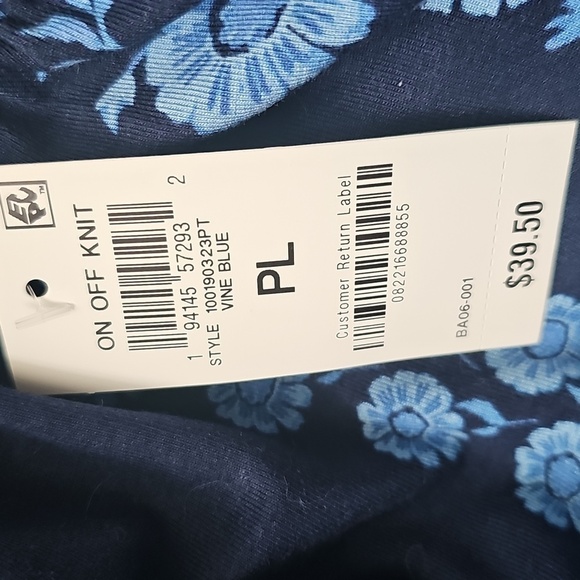 EPC™
ON OFF KNIT
1 94145 57293 2
STYLE 100190323PT
VINE BLUE
PL
Customer Return Label
082216688855
BA06-001
$39.50